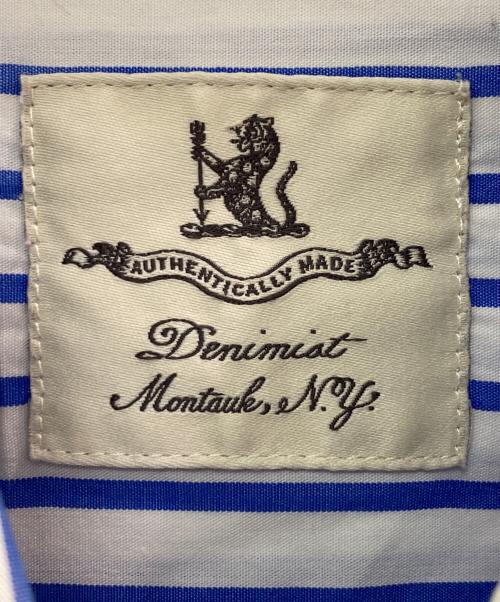 AUTHENTICALLY MADE
Denimist
Montauk, N.Y.